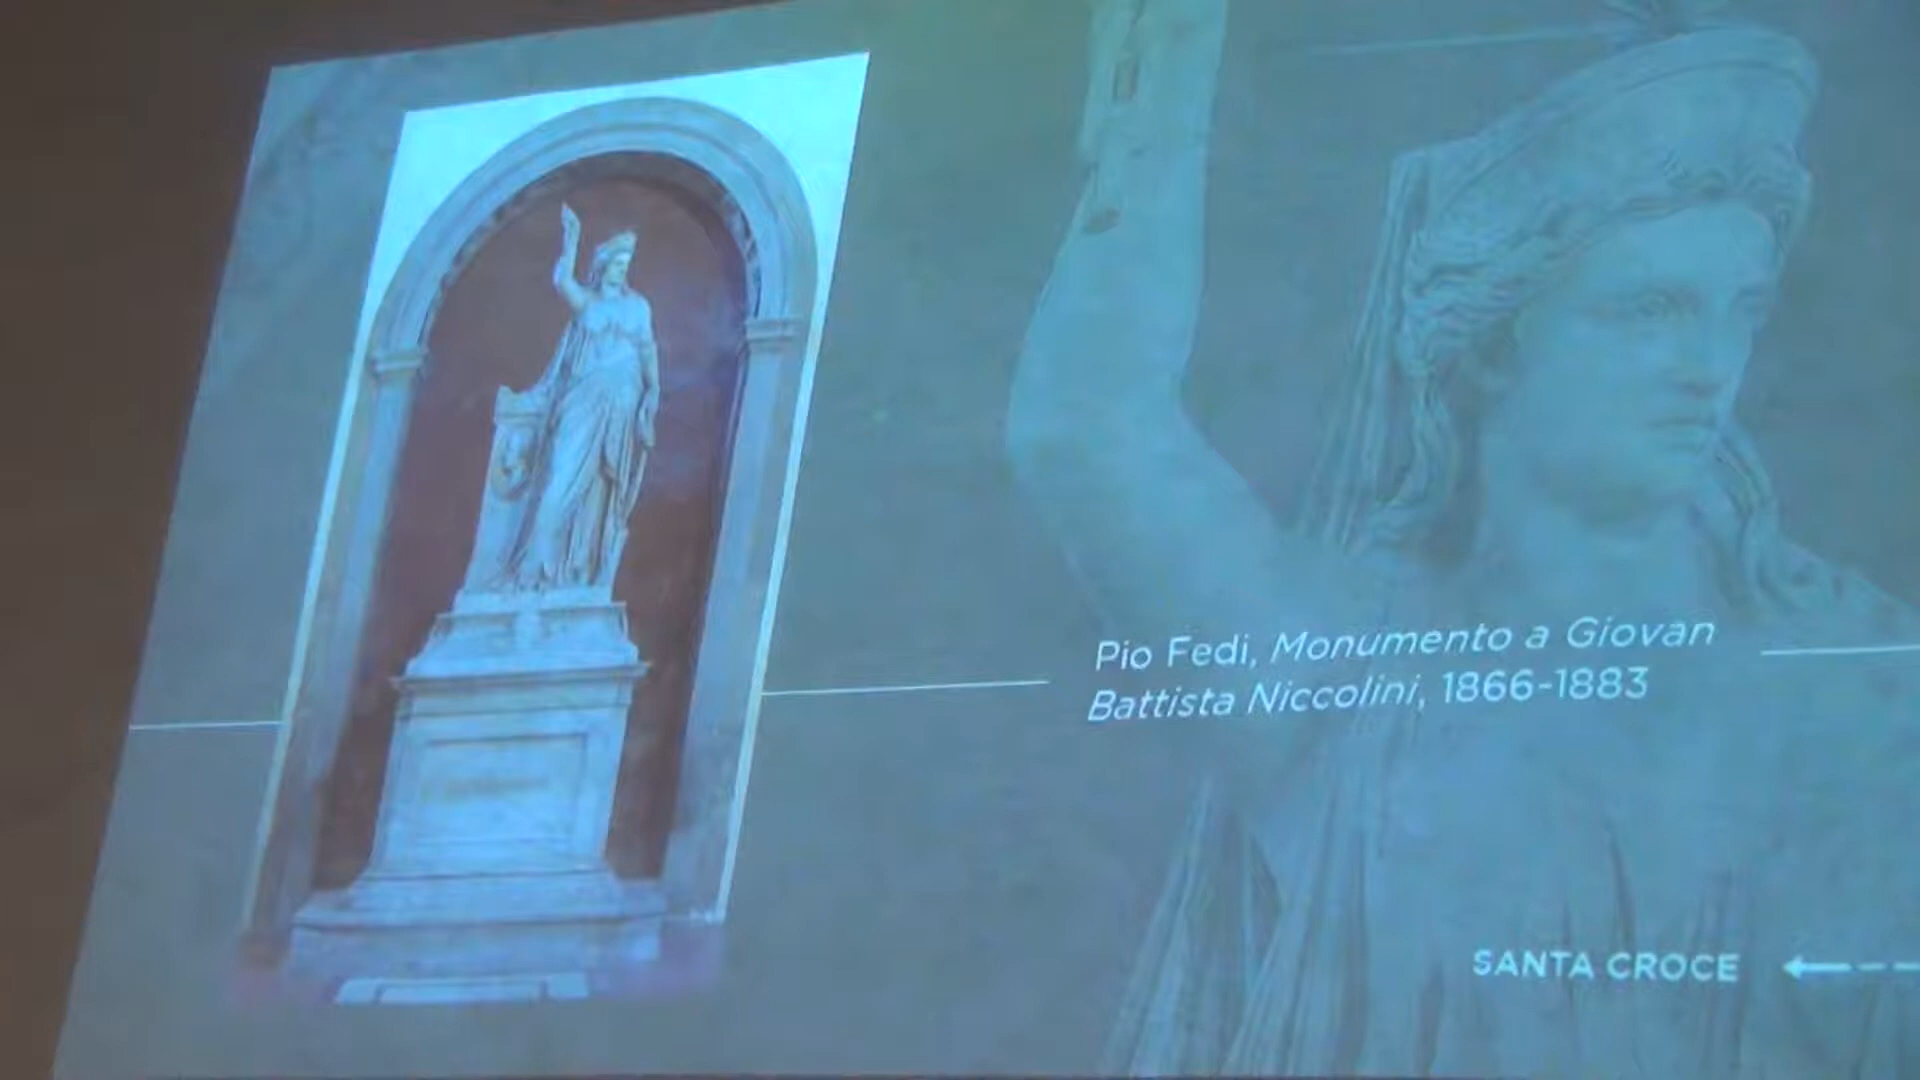 Pio Fedi, Monumento a Giovan
Battista Niccolini, 1866-1883
SANTA CROCE